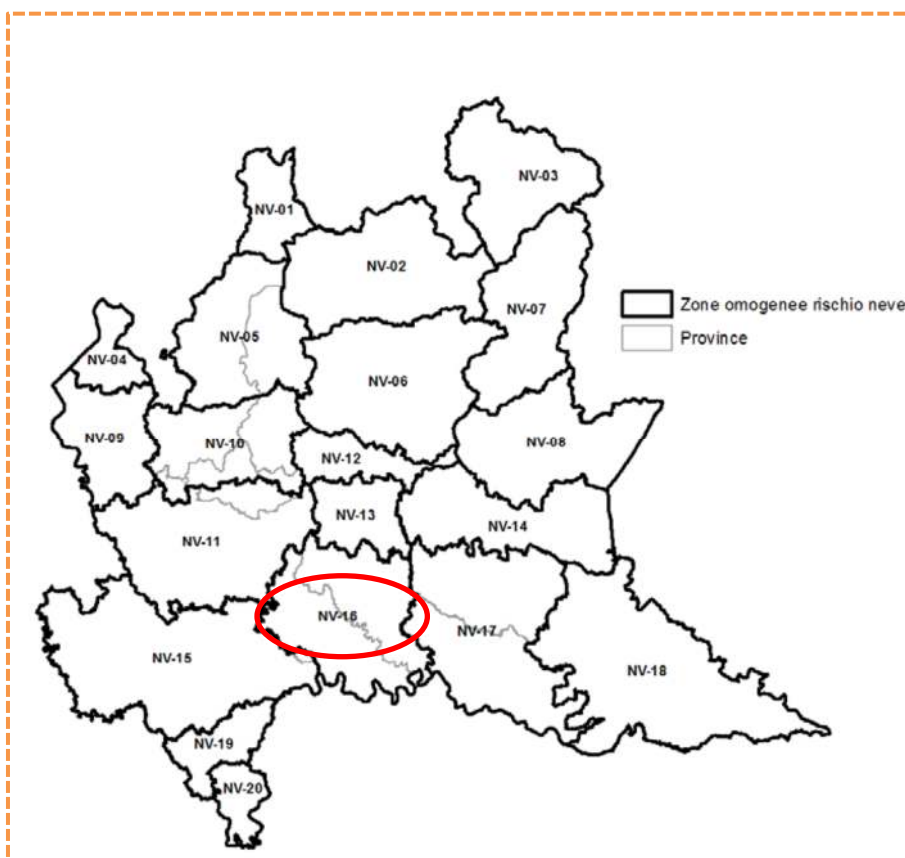 NV-03
NV-01
NV-02
Zone omogenee rischio neve
NV-07
Province
NV-05
NV-04
NV-06
NV-09
NV-10
NV-08
NV-12
NV-13
NV-14
NV-11
NV-16
NV-17
NV-15
NV-18
NV-19
NV-20